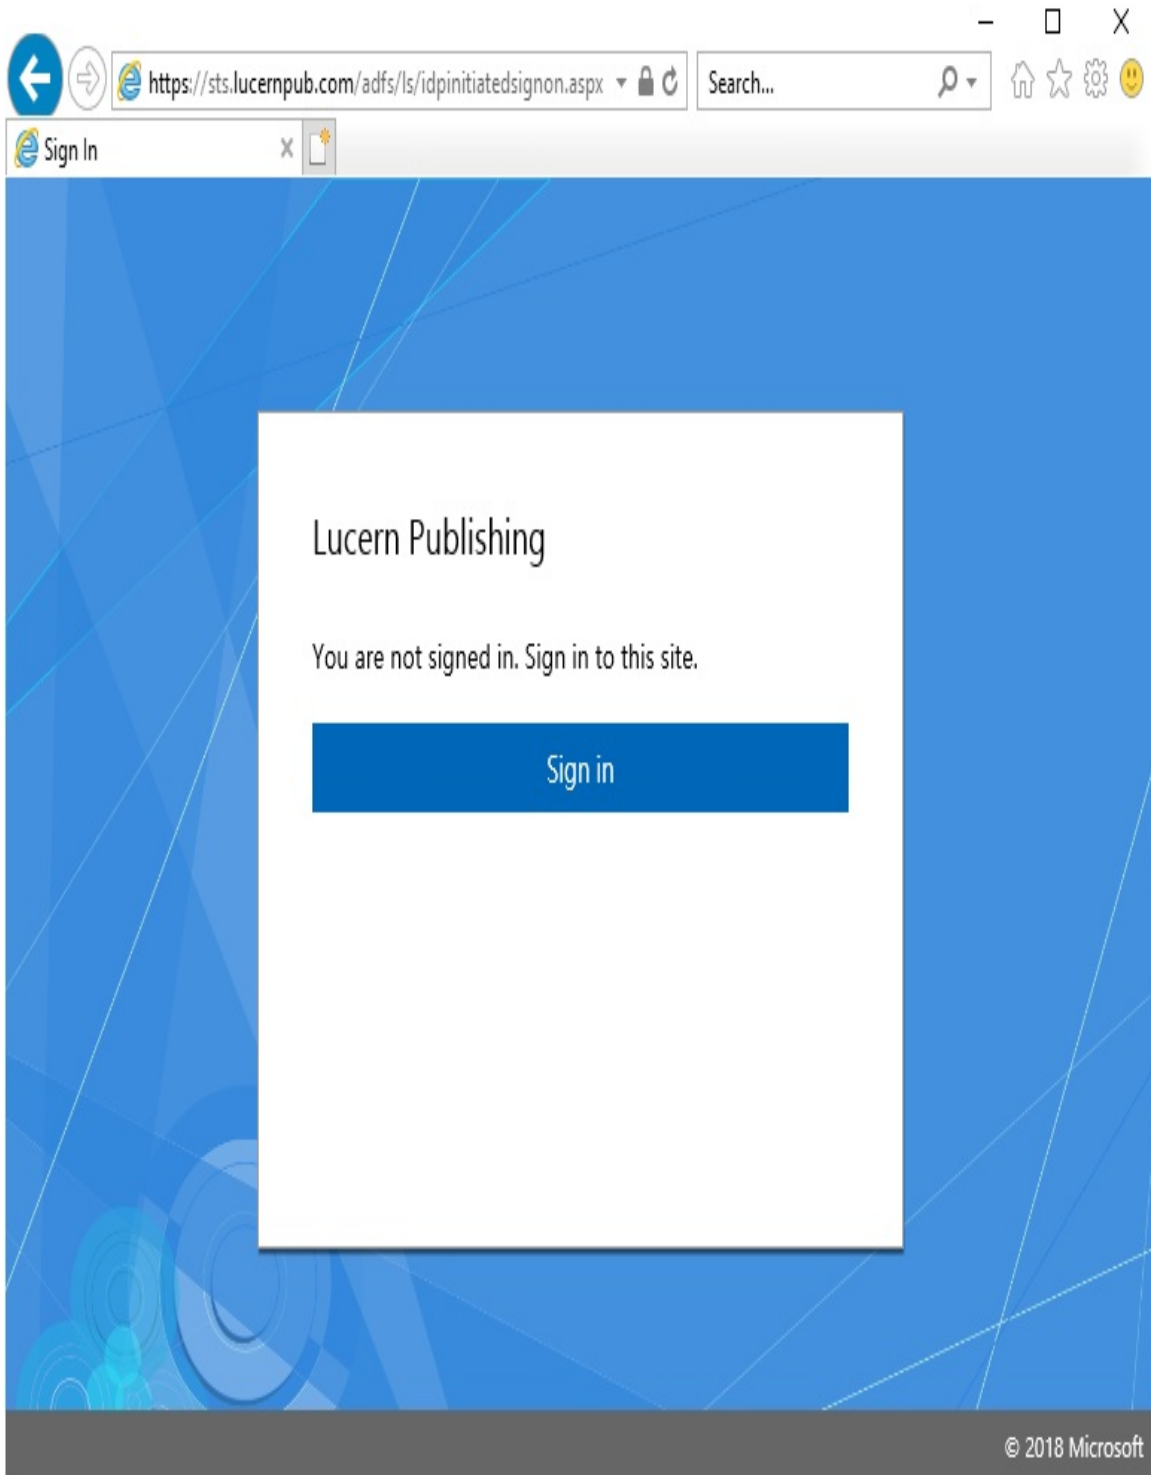 https://sts.lucernpub.com/adfs/ls/idpinitiatedsignon.aspx
Search...
Sign In
Lucern Publishing
You are not signed in. Sign in to this site.
Sign in
© 2018 Microsoft